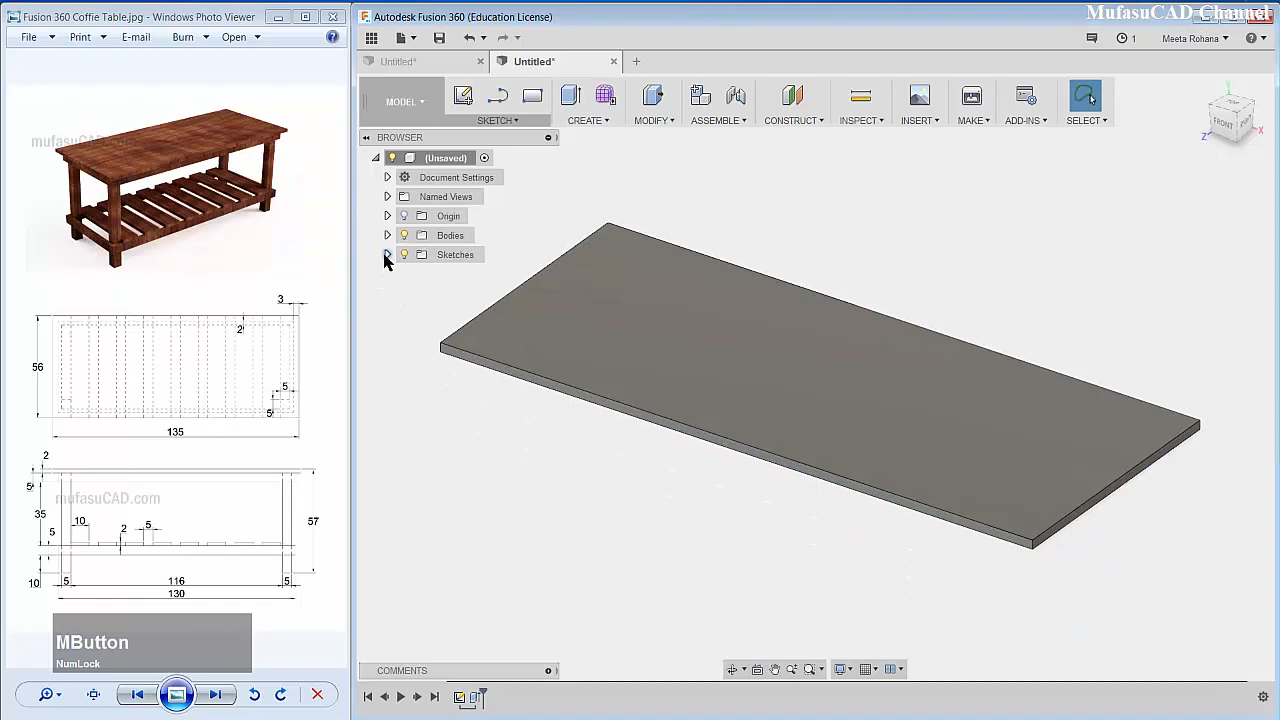 Fusion 360 Coffie Table.jpg - Windows Photo Viewer
File Print E-mail Burn Open
mufasuCAD.com
3
2
56
5
5
135
2
5
35
5
10
2
5
57
10
5 116 5
130
mufasuCAD.com
MButton
NumLock
Autodesk Fusion 360 (Education License)
MufasuCAD Channel
1 Meeta Rohana
Untitled* Untitled*
MODEL SKETCH CREATE MODIFY ASSEMBLE CONSTRUCT INSPECT INSERT MAKE ADD-INS SELECT
BROWSER
(Unsaved)
Document Settings
Named Views
Origin
Bodies
Sketches
Y
TOP
FRONT RIGHT
Z X
COMMENTS